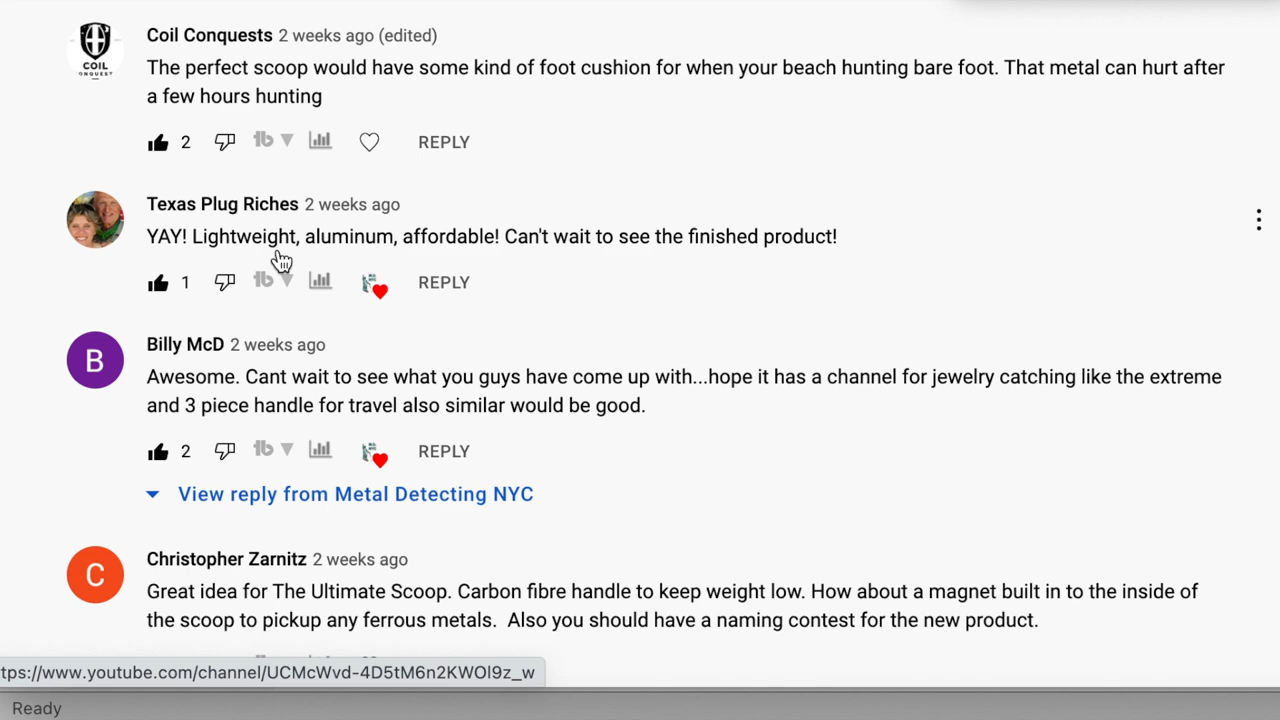 Coil Conquests 2 weeks ago (edited)
COIL
The perfect scoop would have some kind of foot cushion for when your beach hunting bare foot. That metal can hurt after
a few hours hunting
2 REPLY
Texas Plug Riches 2 weeks ago
YAY! Lightweight, aluminum, affordable! Can't wait to see the finished product!
1 REPLY
Billy McD 2 weeks ago
B
Awesome. Cant wait to see what you guys have come up with...hope it has a channel for jewelry catching like the extreme
and 3 piece handle for travel also similar would be good.
2 REPLY
View reply from Metal Detecting NYC
Christopher Zarnitz 2 weeks ago
C
Great idea for The Ultimate Scoop. Carbon fibre handle to keep weight low. How about a magnet built in to the inside of
the scoop to pickup any ferrous metals. Also you should have a naming contest for the new product.
tps://www.youtube.com/channel/UCMcWvd-4D5tM6n2KWOl9z_w
Ready